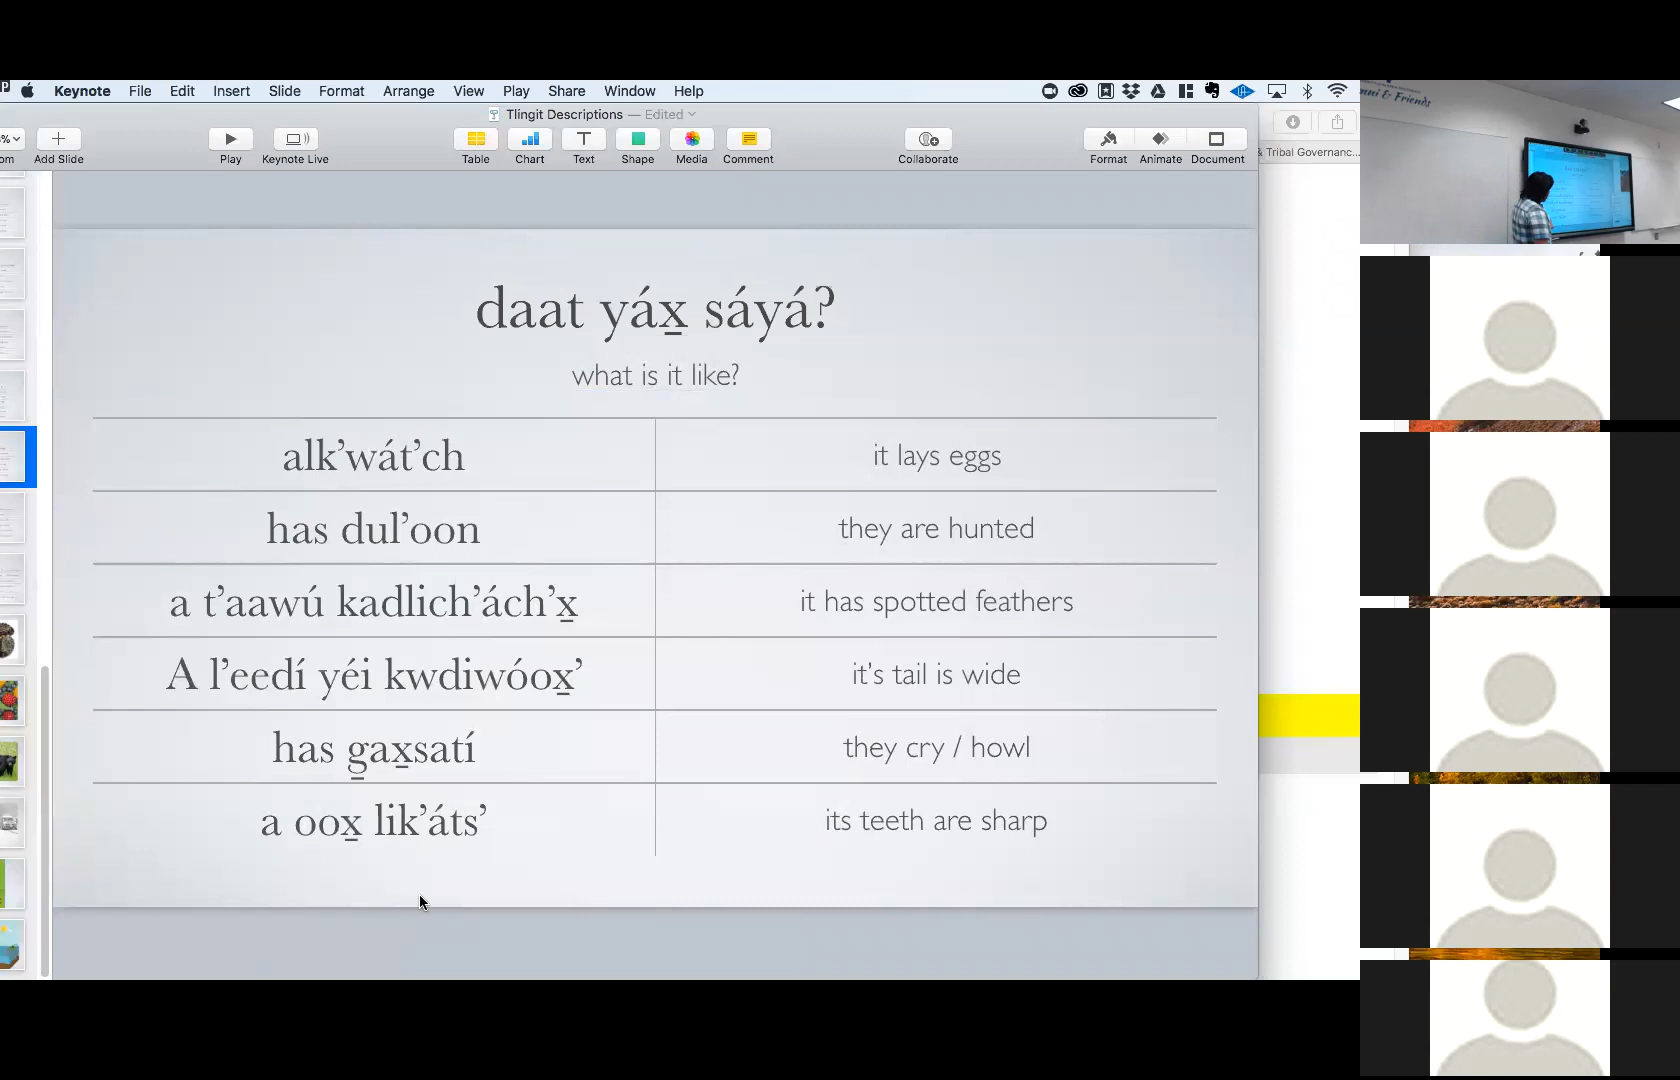 Keynote File Edit Insert Slide Format Arrange View Play Share Window Help
Tlingit Descriptions — Edited
Add Slide Play Keynote Live Table Chart Text Shape Media Comment Collaborate Format Animate Document
& Tribal Governanc...
nni & Friends
daat yáx̱ sáyá?
what is it like?
alk’wát’ch it lays eggs
has dul’oon they are hunted
a t’aawú kadlich’ách’x̱ it has spotted feathers
A l’eedí yéi kwdiwóox̱’ it’s tail is wide
has g̱ax̱satí they cry / howl
a oox̱ lik’áts’ its teeth are sharp